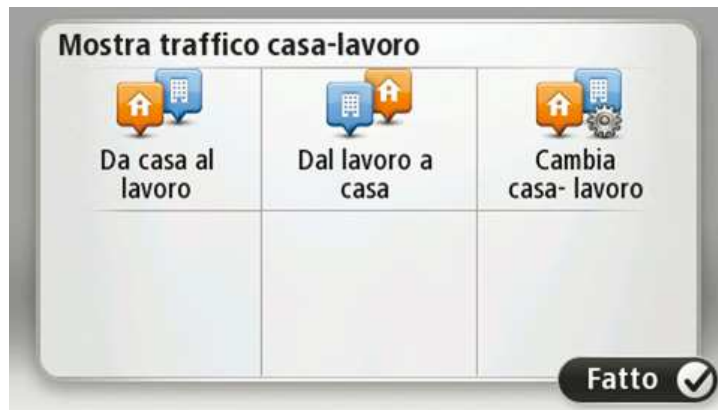 Mostra traffico casa-lavoro
Da casa al
lavoro
Dal lavoro a
casa
Cambia
casa- lavoro
Fatto